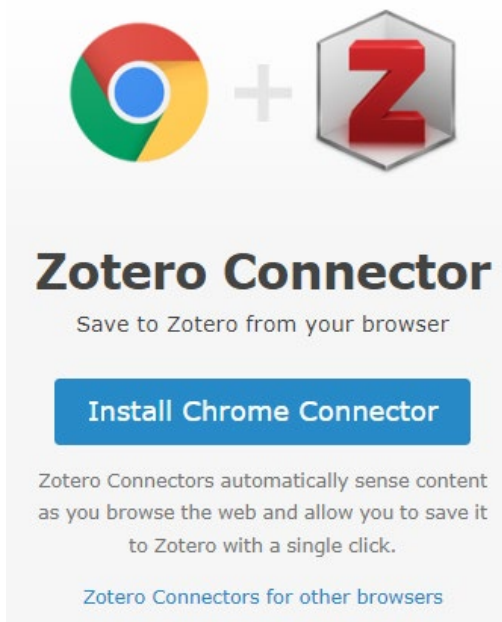 Z
Zotero Connector
Save to Zotero from your browser
Install Chrome Connector
Zotero Connectors automatically sense content
as you browse the web and allow you to save it
to Zotero with a single click.
Zotero Connectors for other browsers